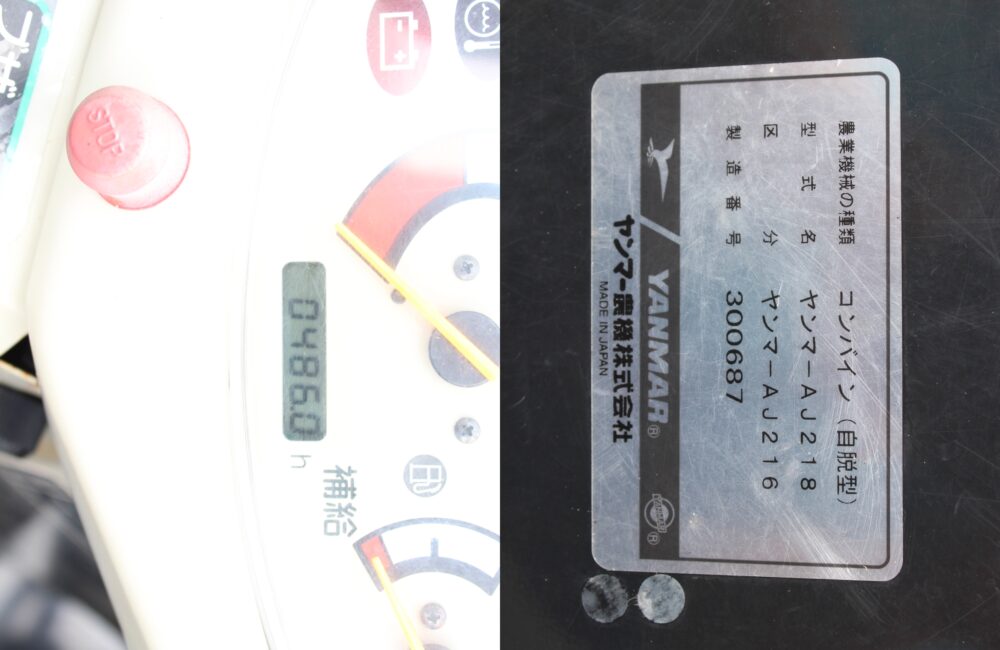 STOP
0486.0
h
補給
農業機械の種類 コンバイン（自脱型）
型式名 ヤンマーAJ218
区分 ヤンマーAJ216
製造番号 300687
YANMAR®
ヤンマー農機株式会社
MADE IN JAPAN